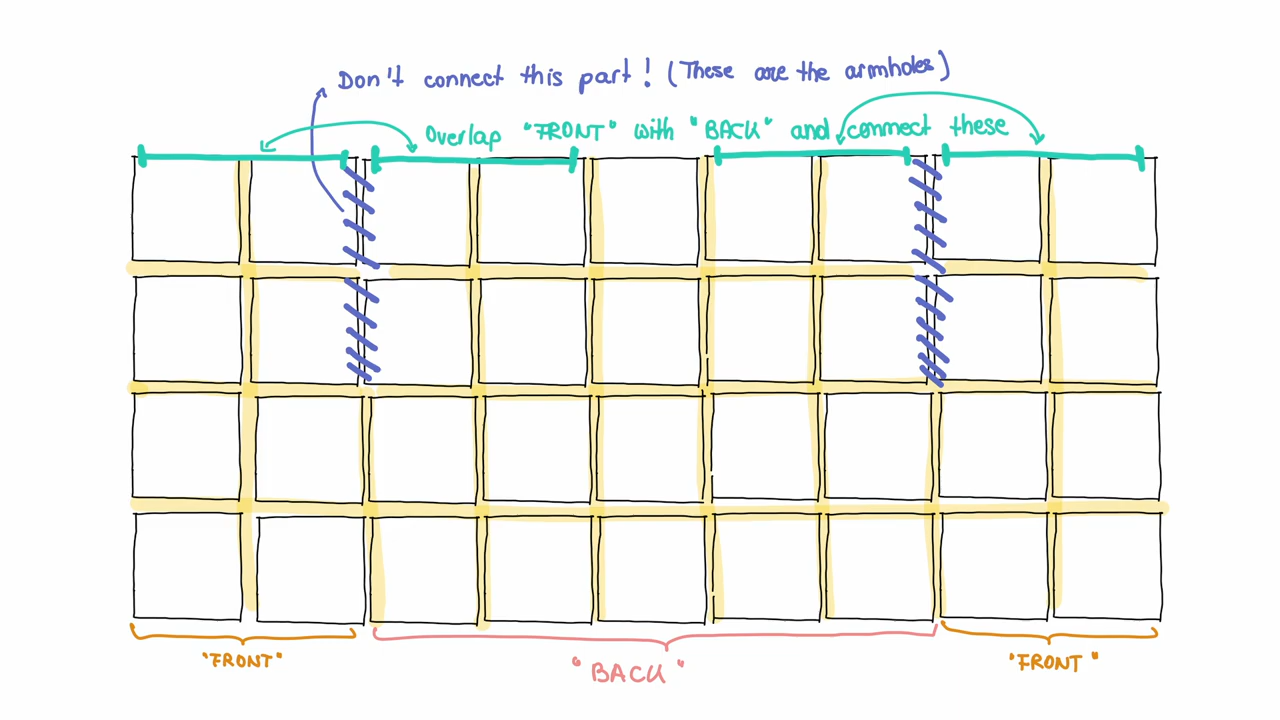 Don't connect this part! (These are the armholes)
Overlap "FRONT" with "BACK" and connect these
"FRONT"
"BACK"
"FRONT"